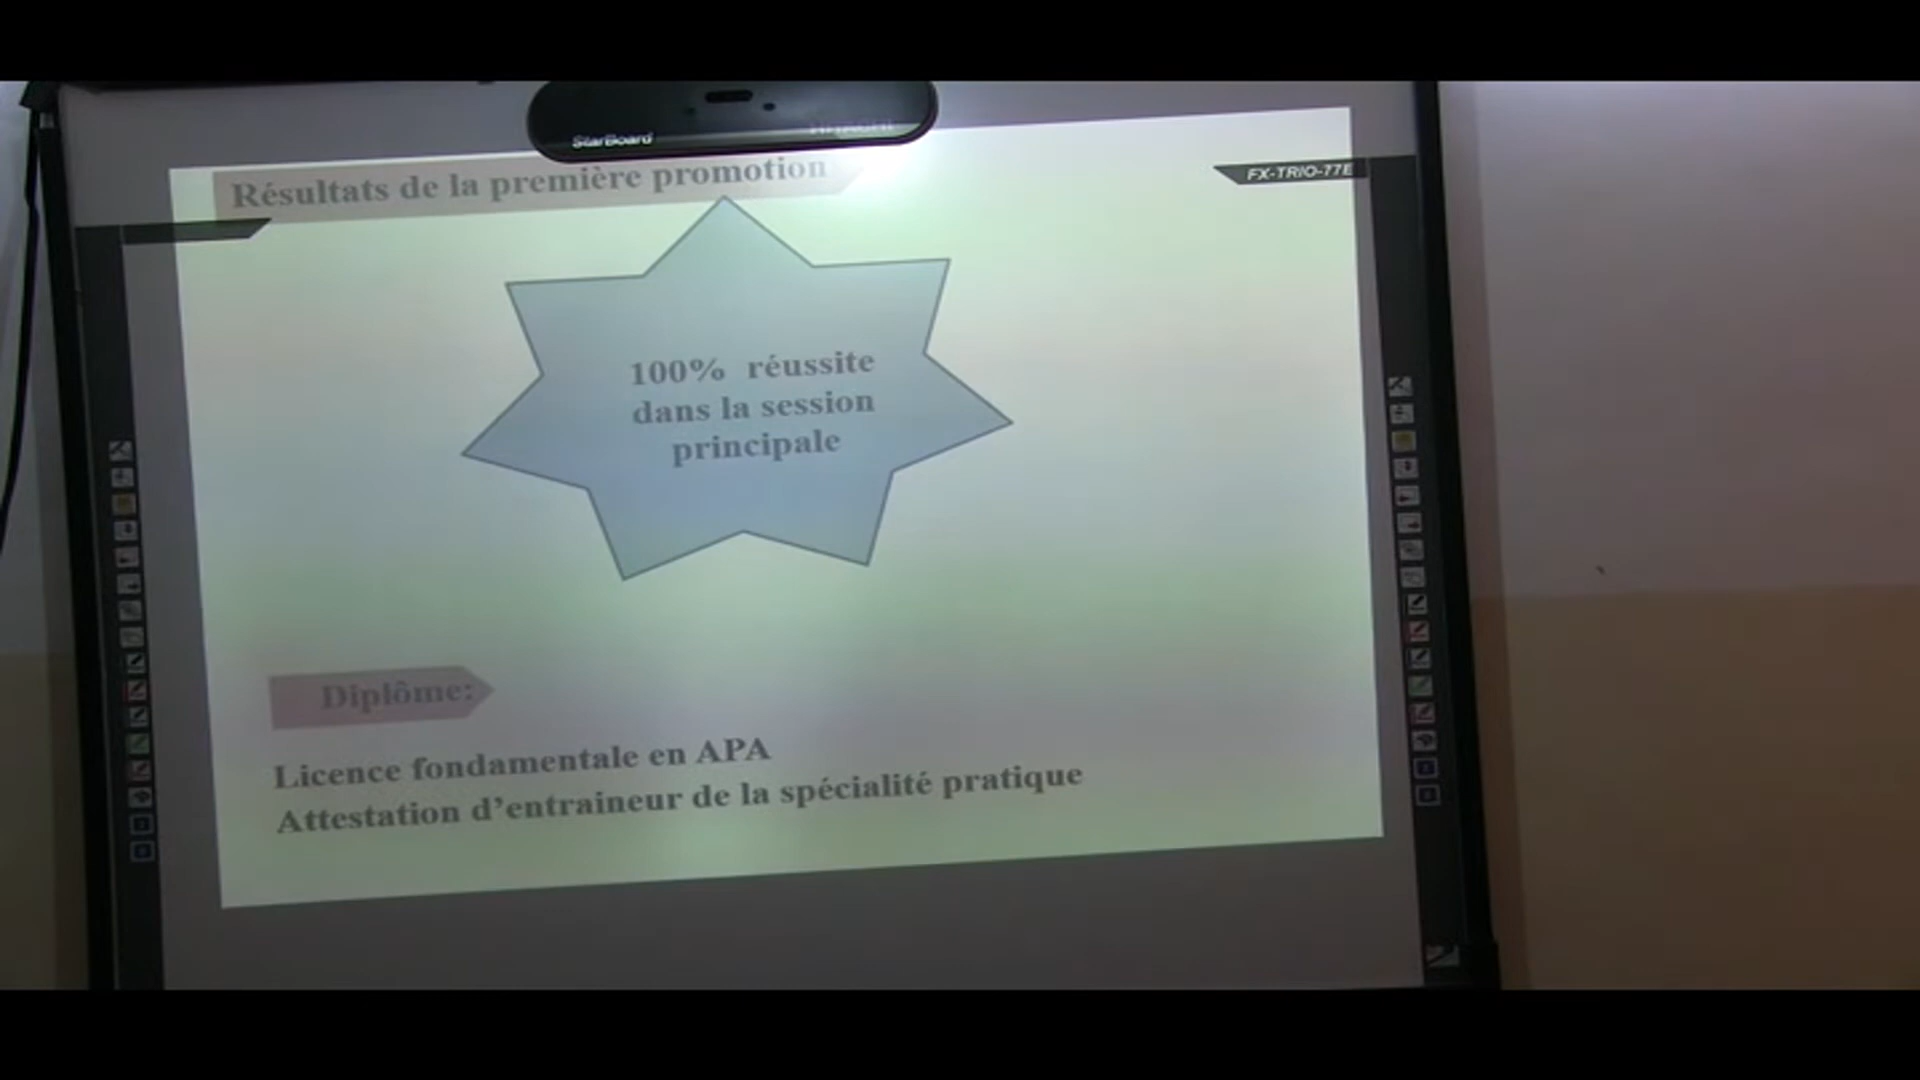 StarBoard
HITACHI
FX-TRIO-77E
Résultats de la première promotion
100% réussite
dans la session
principale
Diplôme:
Licence fondamentale en APA
Attestation d'entraineur de la spécialité pratique